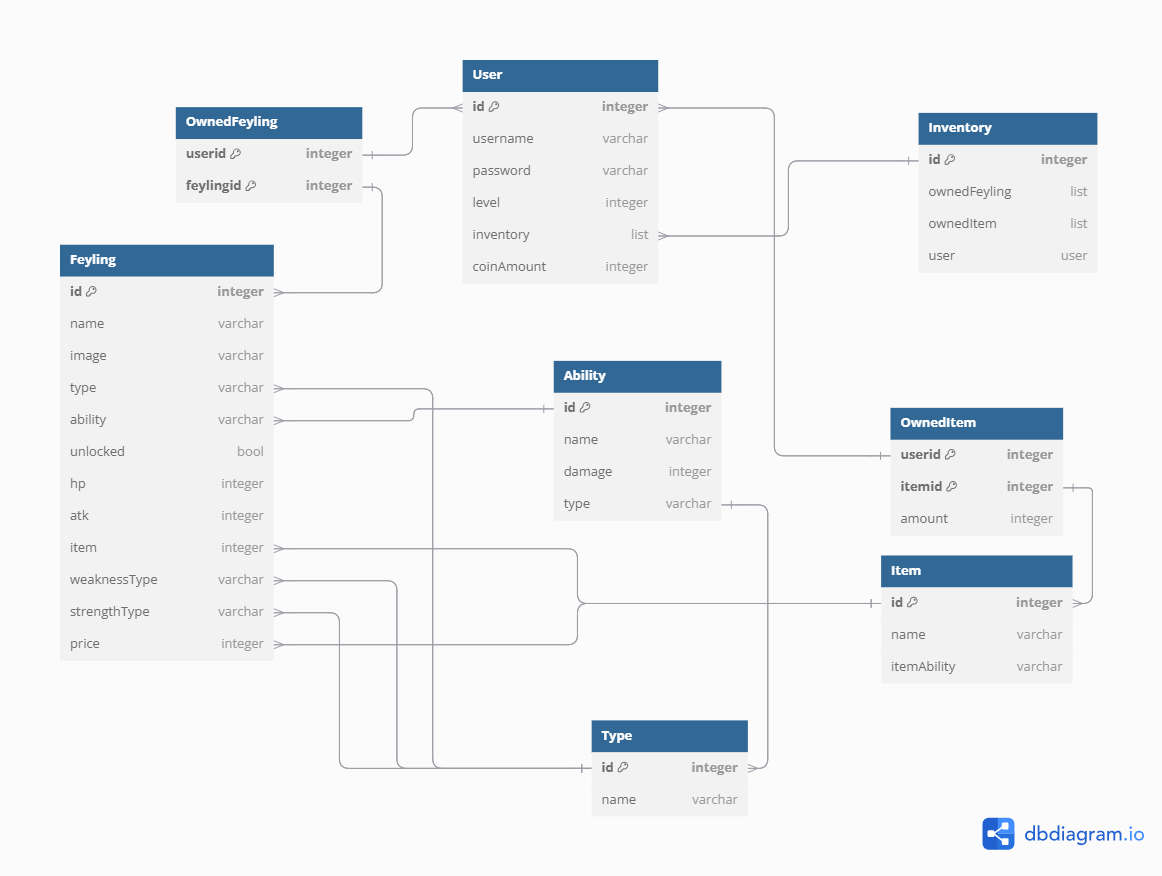 User
id integer
username varchar
password varchar
level integer
inventory list
coinAmount integer
OwnedFeyling
userid integer
feylingid integer
Inventory
id integer
ownedFeyling list
ownedItem list
user user
Feyling
id integer
name varchar
image varchar
type varchar
ability varchar
unlocked bool
hp integer
atk integer
item integer
weaknessType varchar
strengthType varchar
price integer
Ability
id integer
name varchar
damage integer
type varchar
OwnedItem
userid integer
itemid integer
amount integer
Item
id integer
name varchar
itemAbility varchar
Type
id integer
name varchar
dbdiagram.io